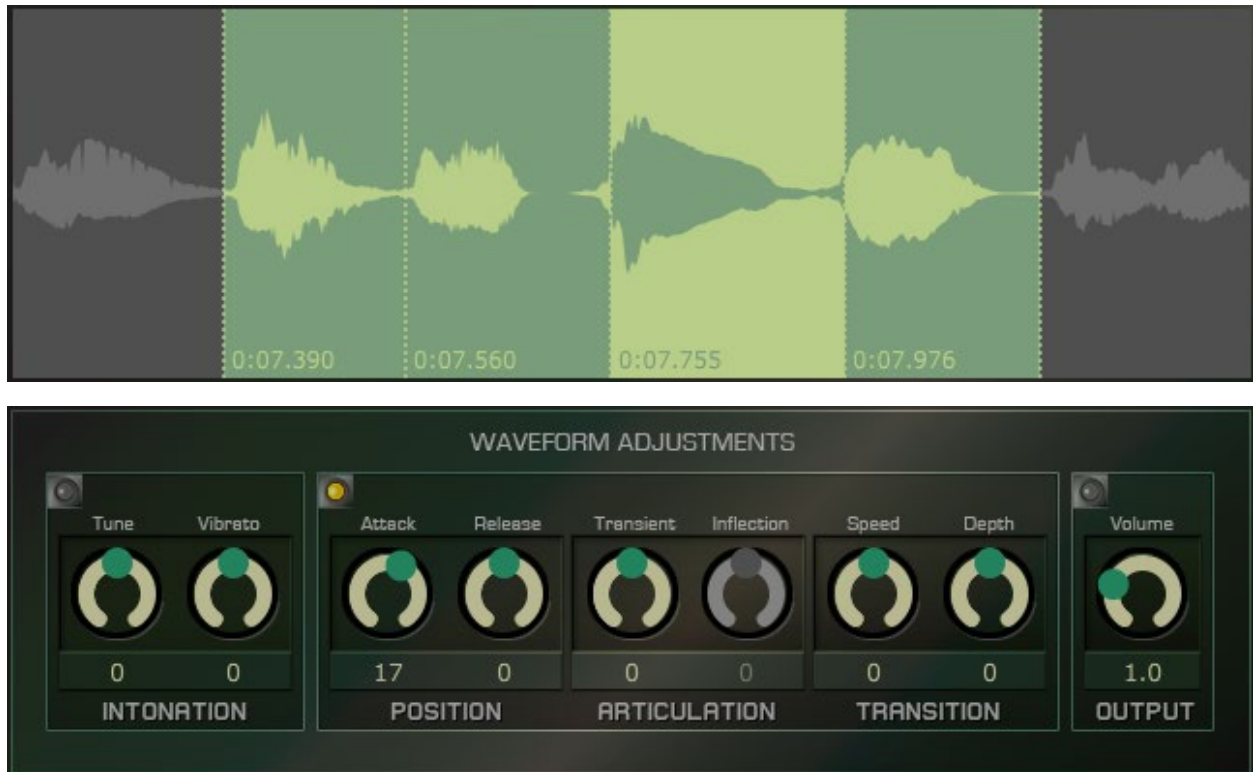 0:07.390 0:07.560 0:07.755 0:07.976
WAVEFORM ADJUSTMENTS
Tune Vibrato Attack Release Transient Inflection Speed Depth Volume
0 0 17 0 0 0 0 0 1.0
INTONATION POSITION ARTICULATION TRANSITION OUTPUT